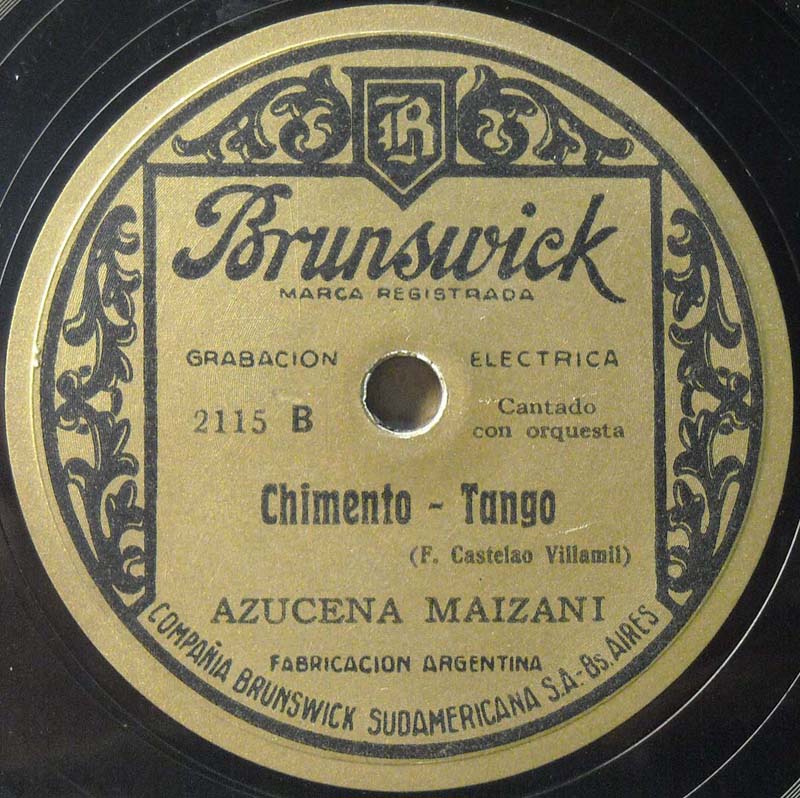 B
Brunswick
MARCA REGISTRADA
GRABACION ELECTRICA
2115 B
Cantado
con orquesta
Chimento - Tango
(F. Castelao Villamil)
AZUCENA MAIZANI
FABRICACION ARGENTINA
COMPAÑIA BRUNSWICK SUDAMERICANA S.A.-Bs. AIRES